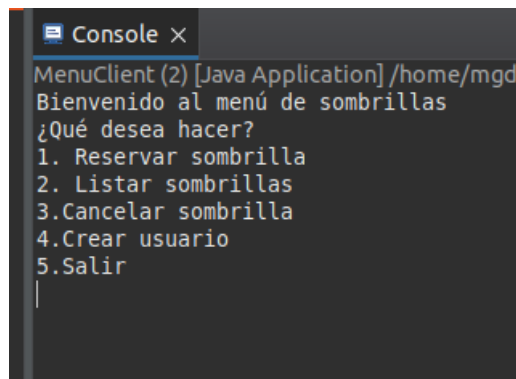 Console ×
MenuClient (2) [Java Application] /home/mgd
Bienvenido al menú de sombrillas
¿Qué desea hacer?
1. Reservar sombrilla
2. Listar sombrillas
3.Cancelar sombrilla
4.Crear usuario
5.Salir